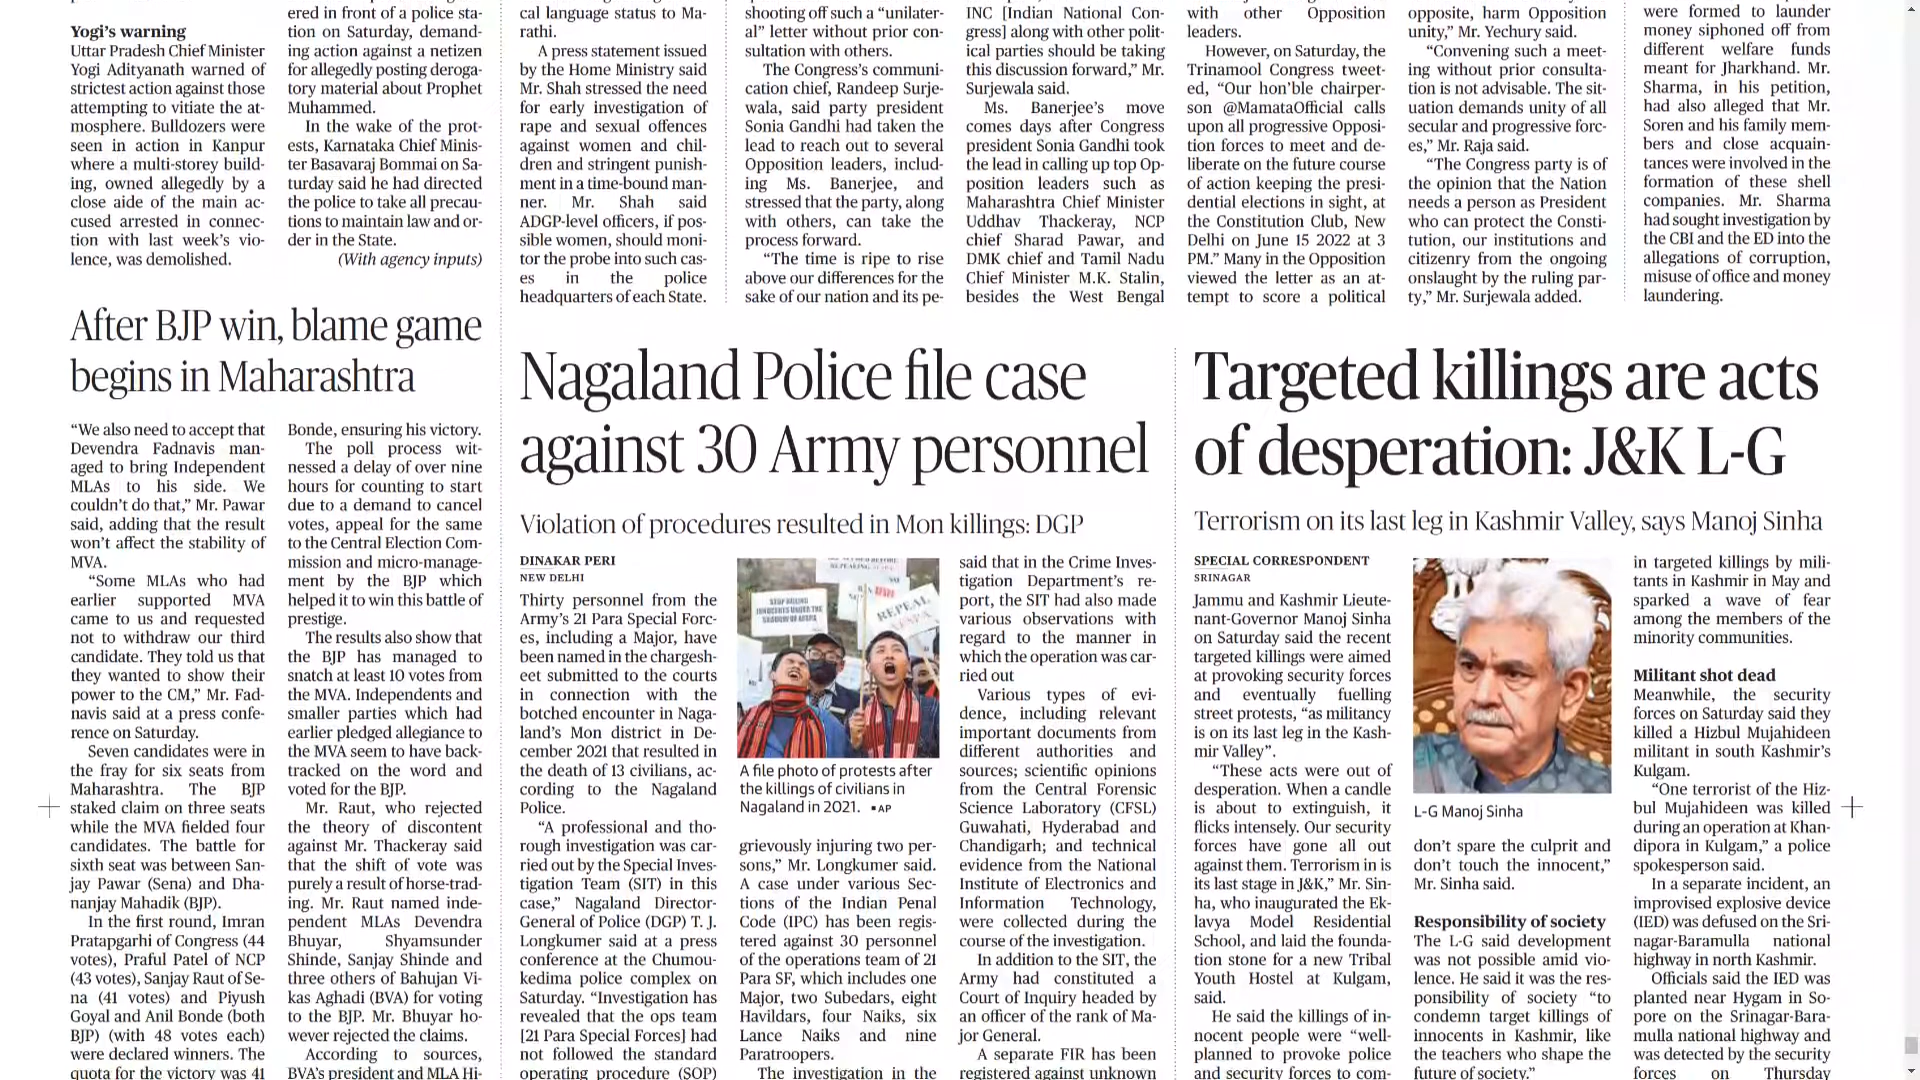 Yogi's warning
Uttar Pradesh Chief Minister
Yogi Adityanath warned of
strictest action against those
attempting to vitiate the at-
mosphere. Bulldozers were
seen in action in Kanpur
where a multi-storey build-
ing, owned allegedly by a
close aide of the main ac-
cused arrested in connec-
tion with last week's vio-
lence, was demolished.
ered in front of a police sta-
tion on Saturday, demand-
ing action against a netizen
for allegedly posting deroga-
tory material about Prophet
Muhammed.
In the wake of the prot-
ests, Karnataka Chief Minis-
ter Basavaraj Bommai on Sa-
turday said he had directed
the police to take all precau-
tions to maintain law and or-
der in the State.
(With agency inputs)
cal language status to Ma-
rathi.
A press statement issued
by the Home Ministry said
Mr. Shah stressed the need
for early investigation of
rape and sexual offences
against women and chil-
dren and stringent punish-
ment in a time-bound man-
ner. Mr. Shah said
ADGP-level officers, if pos-
sible women, should moni-
tor the probe into such cas-
es in the police
headquarters of each State.
shooting off such a "unilater-
al" letter without prior con-
sultation with others.
The Congress's communi-
cation chief, Randeep Surje-
wala, said party president
Sonia Gandhi had taken the
lead to reach out to several
Opposition leaders, includ-
ing Ms. Banerjee, and
stressed that the party, along
with others, can take the
process forward.
"The time is ripe to rise
above our differences for the
sake of our nation and its pe-
INC [Indian National Con-
gress] along with other polit-
ical parties should be taking
this discussion forward," Mr.
Surjewala said.
Ms. Banerjee's move
comes days after Congress
president Sonia Gandhi took
the lead in calling up top Op-
position leaders such as
Maharashtra Chief Minister
Uddhav Thackeray, NCP
chief Sharad Pawar, and
DMK chief and Tamil Nadu
Chief Minister M.K. Stalin,
besides the West Bengal
with other Opposition
leaders.
However, on Saturday, the
Trinamool Congress tweet-
ed, "Our hon'ble chairper-
son @MamataOfficial calls
upon all progressive Opposi-
tion forces to meet and de-
liberate on the future course
of action keeping the presi-
dential elections in sight, at
the Constitution Club, New
Delhi on June 15 2022 at 3
PM." Many in the Opposition
viewed the letter as an at-
tempt to score a political
opposite, harm Opposition
unity," Mr. Yechury said.
"Convening such a meet-
ing without prior consulta-
tion is not advisable. The sit-
uation demands unity of all
secular and progressive forc-
es," Mr. Raja said.
"The Congress party is of
the opinion that the Nation
needs a person as President
who can protect the Consti-
tution, our institutions and
citizenry from the ongoing
onslaught by the ruling par-
ty," Mr. Surjewala added.
were formed to launder
money siphoned off from
different welfare funds
meant for Jharkhand. Mr.
Sharma, in his petition,
had also alleged that Mr.
Soren and his family mem-
bers and close acquain-
tances were involved in the
formation of these shell
companies. Mr. Sharma
had sought investigation by
the CBI and the ED into the
allegations of corruption,
misuse of office and money
laundering.
After BJP win, blame game
begins in Maharashtra
"We also need to accept that
Devendra Fadnavis man-
aged to bring Independent
MLAs to his side. We
couldn't do that," Mr. Pawar
said, adding that the result
won't affect the stability of
MVA.
"Some MLAs who had
earlier supported MVA
came to us and requested
not to withdraw our third
candidate. They told us that
they wanted to show their
power to the CM," Mr. Fad-
navis said at a press confe-
rence on Saturday.
Seven candidates were in
the fray for six seats from
Maharashtra. The BJP
staked claim on three seats
while the MVA fielded four
candidates. The battle for
sixth seat was between San-
jay Pawar (Sena) and Dha-
nanjay Mahadik (BJP).
In the first round, Imran
Pratapgarhi of Congress (44
votes), Praful Patel of NCP
(43 votes), Sanjay Raut of Se-
na (41 votes) and Piyush
Goyal and Anil Bonde (both
BJP) (with 48 votes each)
were declared winners. The
quota for the victory was 41
Bonde, ensuring his victory.
The poll process wit-
nessed a delay of over nine
hours for counting to start
due to a demand to cancel
votes, appeal for the same
to the Central Election Com-
mission and micro-manage-
ment by the BJP which
helped it to win this battle of
prestige.
The results also show that
the BJP has managed to
snatch at least 10 votes from
the MVA. Independents and
smaller parties which had
earlier pledged allegiance to
the MVA seem to have back-
tracked on the word and
voted for the BJP.
Mr. Raut, who rejected
the theory of discontent
against Mr. Thackeray said
that the shift of vote was
purely a result of horse-trad-
ing. Mr. Raut named inde-
pendent MLAs Devendra
Bhuyar, Shyamsunder
Shinde, Sanjay Shinde and
three others of Bahujan Vi-
kas Aghadi (BVA) for voting
to the BJP. Mr. Bhuyar ho-
wever rejected the claims.
According to sources,
BVA's president and MLA Hi-
Nagaland Police file case
against 30 Army personnel
Violation of procedures resulted in Mon killings: DGP
DINAKAR PERI
NEW DELHI
Thirty personnel from the
Army's 21 Para Special Forc-
es, including a Major, have
been named in the chargesh-
eet submitted to the courts
in connection with the
botched encounter in Naga-
land's Mon district in De-
cember 2021 that resulted in
the death of 13 civilians, ac-
cording to the Nagaland
Police.
"A professional and tho-
rough investigation was car-
ried out by the Special Inves-
tigation Team (SIT) in this
case," Nagaland Director-
General of Police (DGP) T. J.
Longkumer said at a press
conference at the Chumou-
kedima police complex on
Saturday. "Investigation has
revealed that the ops team
[21 Para Special Forces] had
not followed the standard
operating procedure (SOP)
STOP KILLING
INNOCENTS UNDER THE
SHADOW OF AFSPA
REPEAL
A file photo of protests after
the killings of civilians in
Nagaland in 2021. ▪AP
grievously injuring two per-
sons," Mr. Longkumer said.
A case under various Sec-
tions of the Indian Penal
Code (IPC) has been regis-
tered against 30 personnel
of the operations team of 21
Para SF, which includes one
Major, two Subedars, eight
Havildars, four Naiks, six
Lance Naiks and nine
Paratroopers.
The investigation in the
said that in the Crime Inves-
tigation Department's re-
port, the SIT had also made
various observations with
regard to the manner in
which the operation was car-
ried out
Various types of evi-
dence, including relevant
important documents from
different authorities and
sources; scientific opinions
from the Central Forensic
Science Laboratory (CFSL)
Guwahati, Hyderabad and
Chandigarh; and technical
evidence from the National
Institute of Electronics and
Information Technology,
were collected during the
course of the investigation.
In addition to the SIT, the
Army had constituted a
Court of Inquiry headed by
an officer of the rank of Ma-
jor General.
A separate FIR has been
registered against unknown
Targeted killings are acts
of desperation: J&K L-G
Terrorism on its last leg in Kashmir Valley, says Manoj Sinha
SPECIAL CORRESPONDENT
SRINAGAR
Jammu and Kashmir Lieute-
nant-Governor Manoj Sinha
on Saturday said the recent
targeted killings were aimed
at provoking security forces
and eventually fuelling
street protests, "as militancy
is on its last leg in the Kash-
mir Valley".
"These acts were out of
desperation. When a candle
is about to extinguish, it
flicks intensely. Our security
forces have gone all out
against them. Terrorism in is
its last stage in J&K," Mr. Sin-
ha, who inaugurated the Ek-
lavya Model Residential
School, and laid the founda-
tion stone for a new Tribal
Youth Hostel at Kulgam,
said.
He said the killings of in-
nocent people were "well-
planned to provoke police
and security forces to com-
L-G Manoj Sinha
don't spare the culprit and
don't touch the innocent,"
Mr. Sinha said.
Responsibility of society
The L-G said development
was not possible amid vio-
lence. He said it was the res-
ponsibility of society "to
condemn target killings of
innocents in Kashmir, like
the teachers who shape the
future of society."
in targeted killings by mili-
tants in Kashmir in May and
sparked a wave of fear
among the members of the
minority communities.
Militant shot dead
Meanwhile, the security
forces on Saturday said they
killed a Hizbul Mujahideen
militant in south Kashmir's
Kulgam.
"One terrorist of the Hiz-
bul Mujahideen was killed
during an operation at Khan-
dipora in Kulgam," a police
spokesperson said.
In a separate incident, an
improvised explosive device
(IED) was defused on the Sri-
nagar-Baramulla national
highway in north Kashmir.
Officials said the IED was
planted near Hygam in So-
pore on the Srinagar-Bara-
mulla national highway and
was detected by the security
forces on Thursday